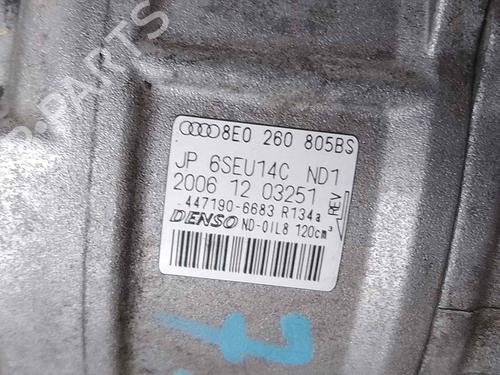 8E0 260 805BS
JP 6SEU14C ND1
2006 12 03251
447190-6683 R134a
REV
DENSO ND-OIL8 120cm³
PARTS